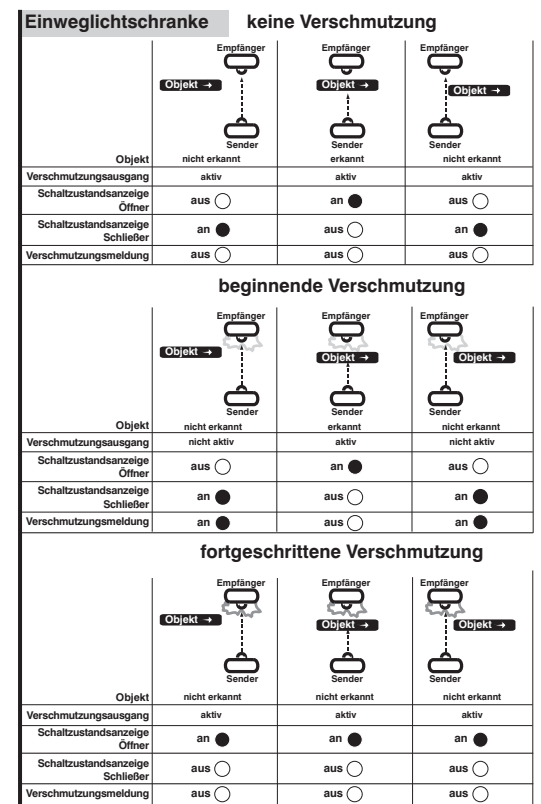 Einweglichtschranke keine Verschmutzung
Empfänger Empfänger Empfänger
Objekt → Objekt → Objekt →
Sender Sender Sender
Objekt nicht erkannt erkannt nicht erkannt
Verschmutzungsausgang aktiv aktiv aktiv
Schaltzustandsanzeige
Öffner aus an aus
Schaltzustandsanzeige
Schließer an aus an
Verschmutzungsmeldung aus aus aus
beginnende Verschmutzung
Empfänger Empfänger Empfänger
Objekt → Objekt → Objekt →
Sender Sender Sender
Objekt nicht erkannt erkannt nicht erkannt
Verschmutzungsausgang nicht aktiv aktiv nicht aktiv
Schaltzustandsanzeige
Öffner aus an aus
Schaltzustandsanzeige
Schließer an aus an
Verschmutzungsmeldung an aus an
fortgeschrittene Verschmutzung
Empfänger Empfänger Empfänger
Objekt → Objekt → Objekt →
Sender Sender Sender
Objekt nicht erkannt nicht erkannt nicht erkannt
Verschmutzungsausgang aktiv aktiv aktiv
Schaltzustandsanzeige
Öffner an an an
Schaltzustandsanzeige
Schließer aus aus aus
Verschmutzungsmeldung aus aus aus